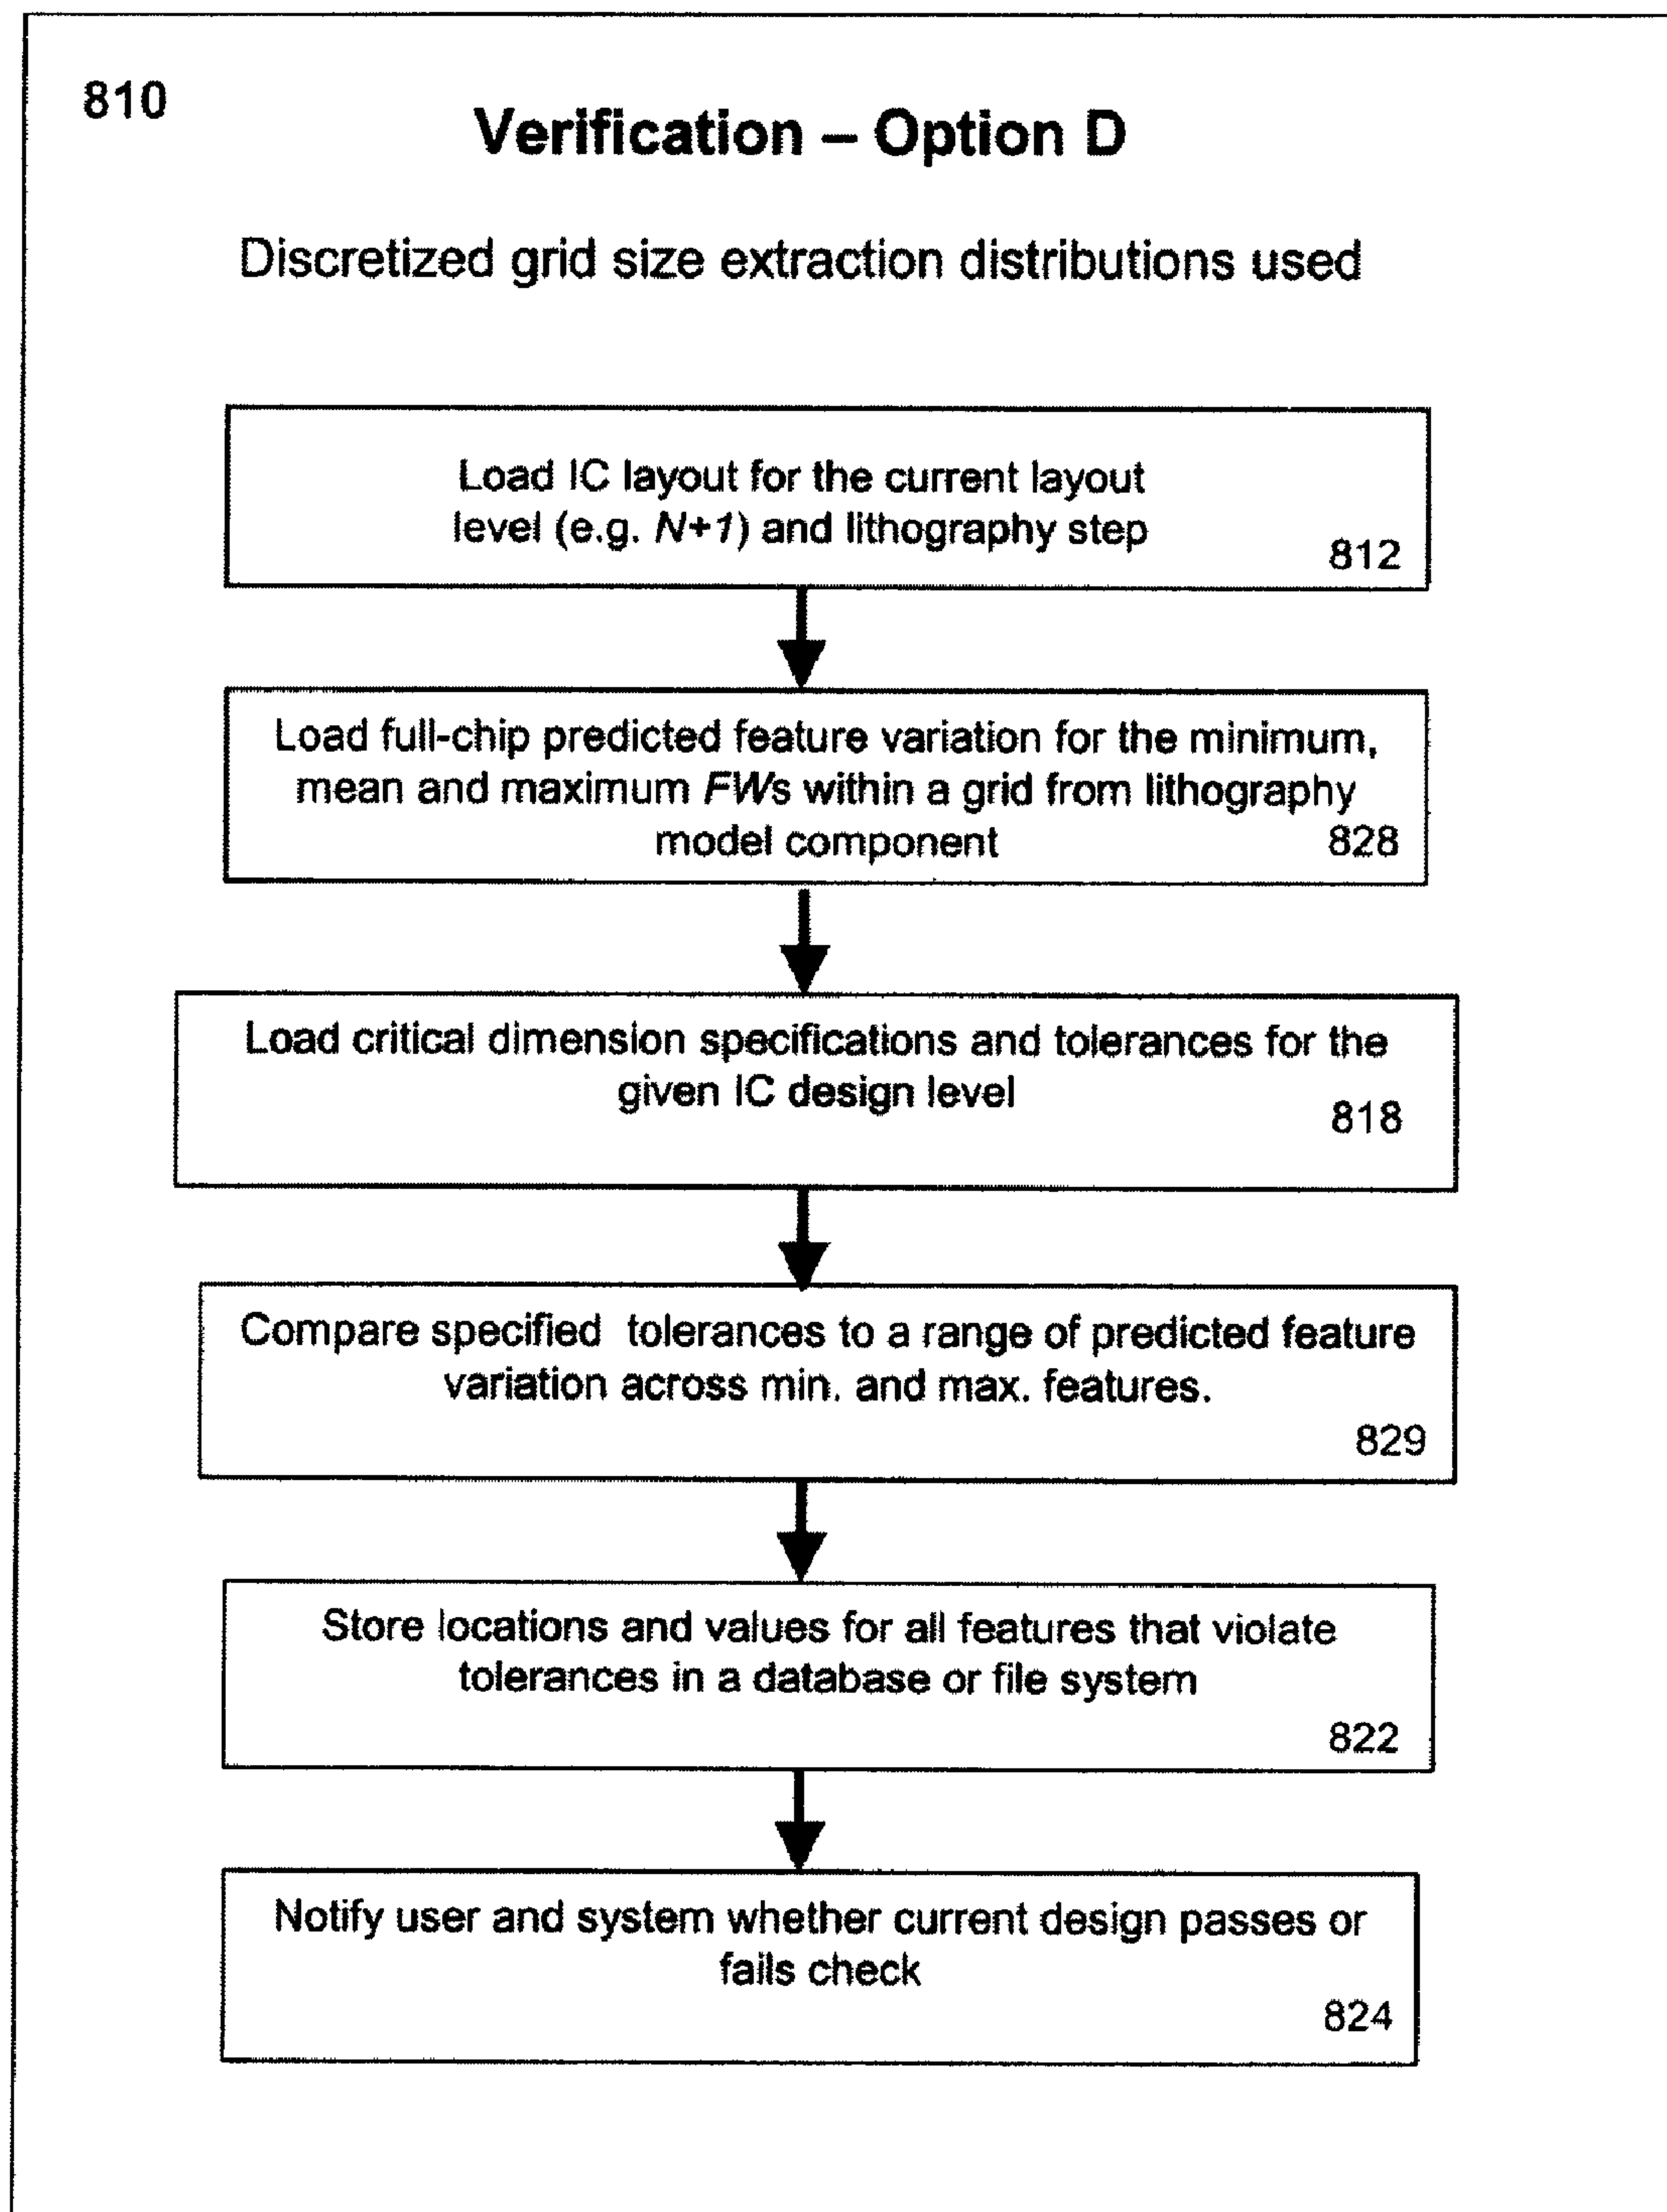 810
Verification – Option D
Discretized grid size extraction distributions used
Load IC layout for the current layout
level (e.g. N+1) and lithography step
812
Load full-chip predicted feature variation for the minimum,
mean and maximum FWs within a grid from lithography
model component
828
Load critical dimension specifications and tolerances for the
given IC design level
818
Compare specified tolerances to a range of predicted feature
variation across min. and max. features.
829
Store locations and values for all features that violate
tolerances in a database or file system
822
Notify user and system whether current design passes or
fails check
824